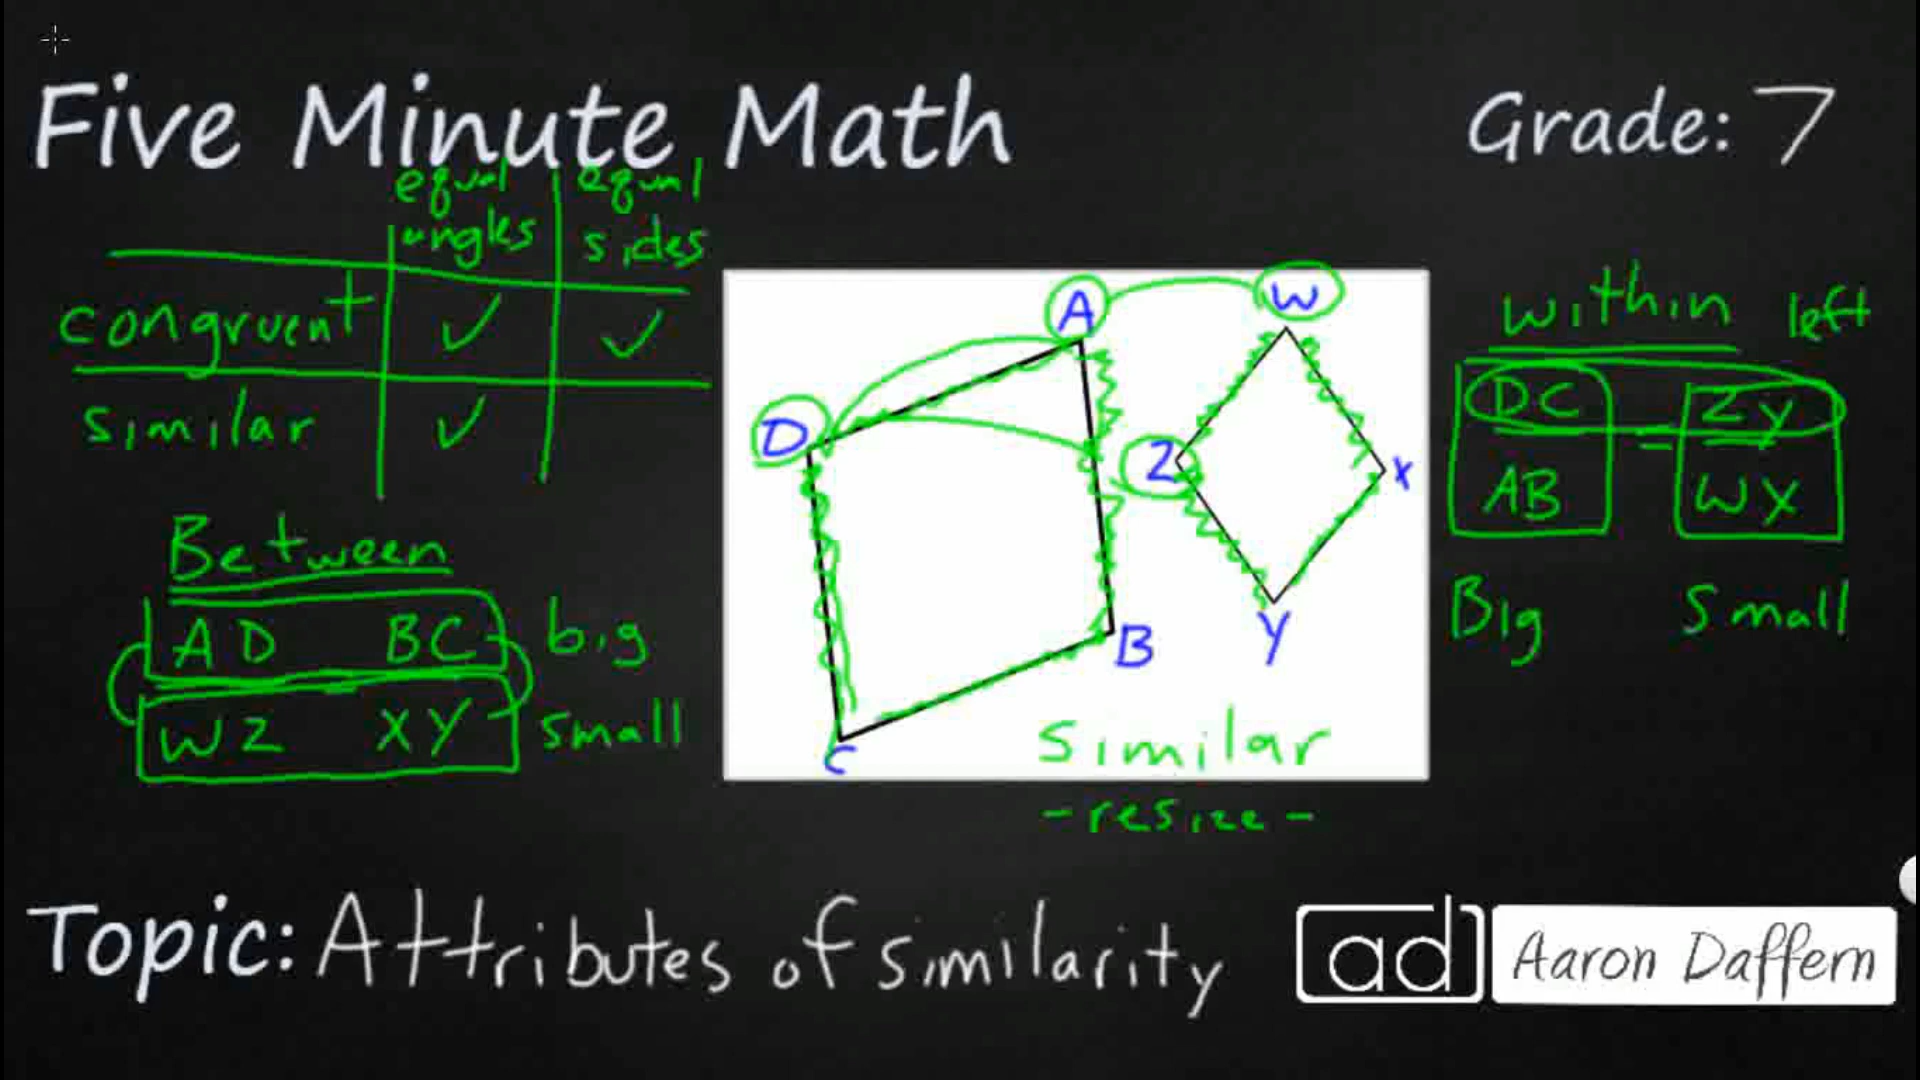 Five Minute Math
Grade: 7
equal angles
equal sides
congruent ✓ ✓
similar ✓
Between
AD BC big
WZ XY small
A
W
D
Z
X
B
Y
C
similar
-resize-
within left
DC = ZY
AB WX
Big small
Topic: Attributes of similarity
ad Aaron Daffern